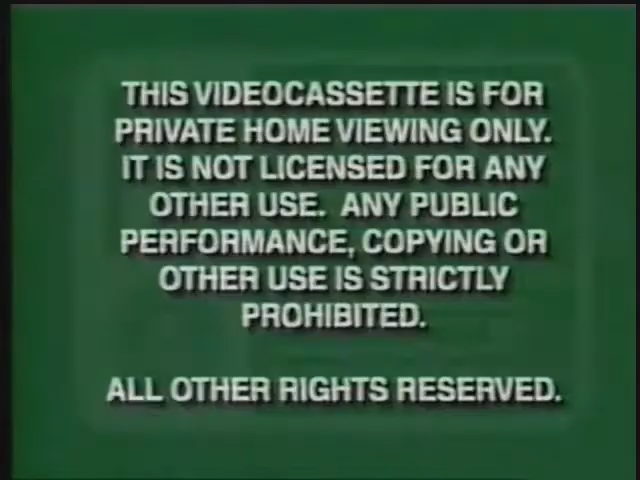 THIS VIDEOCASSETTE IS FOR
PRIVATE HOME VIEWING ONLY.
IT IS NOT LICENSED FOR ANY
OTHER USE.  ANY PUBLIC
PERFORMANCE, COPYING OR
OTHER USE IS STRICTLY
PROHIBITED.
ALL OTHER RIGHTS RESERVED.